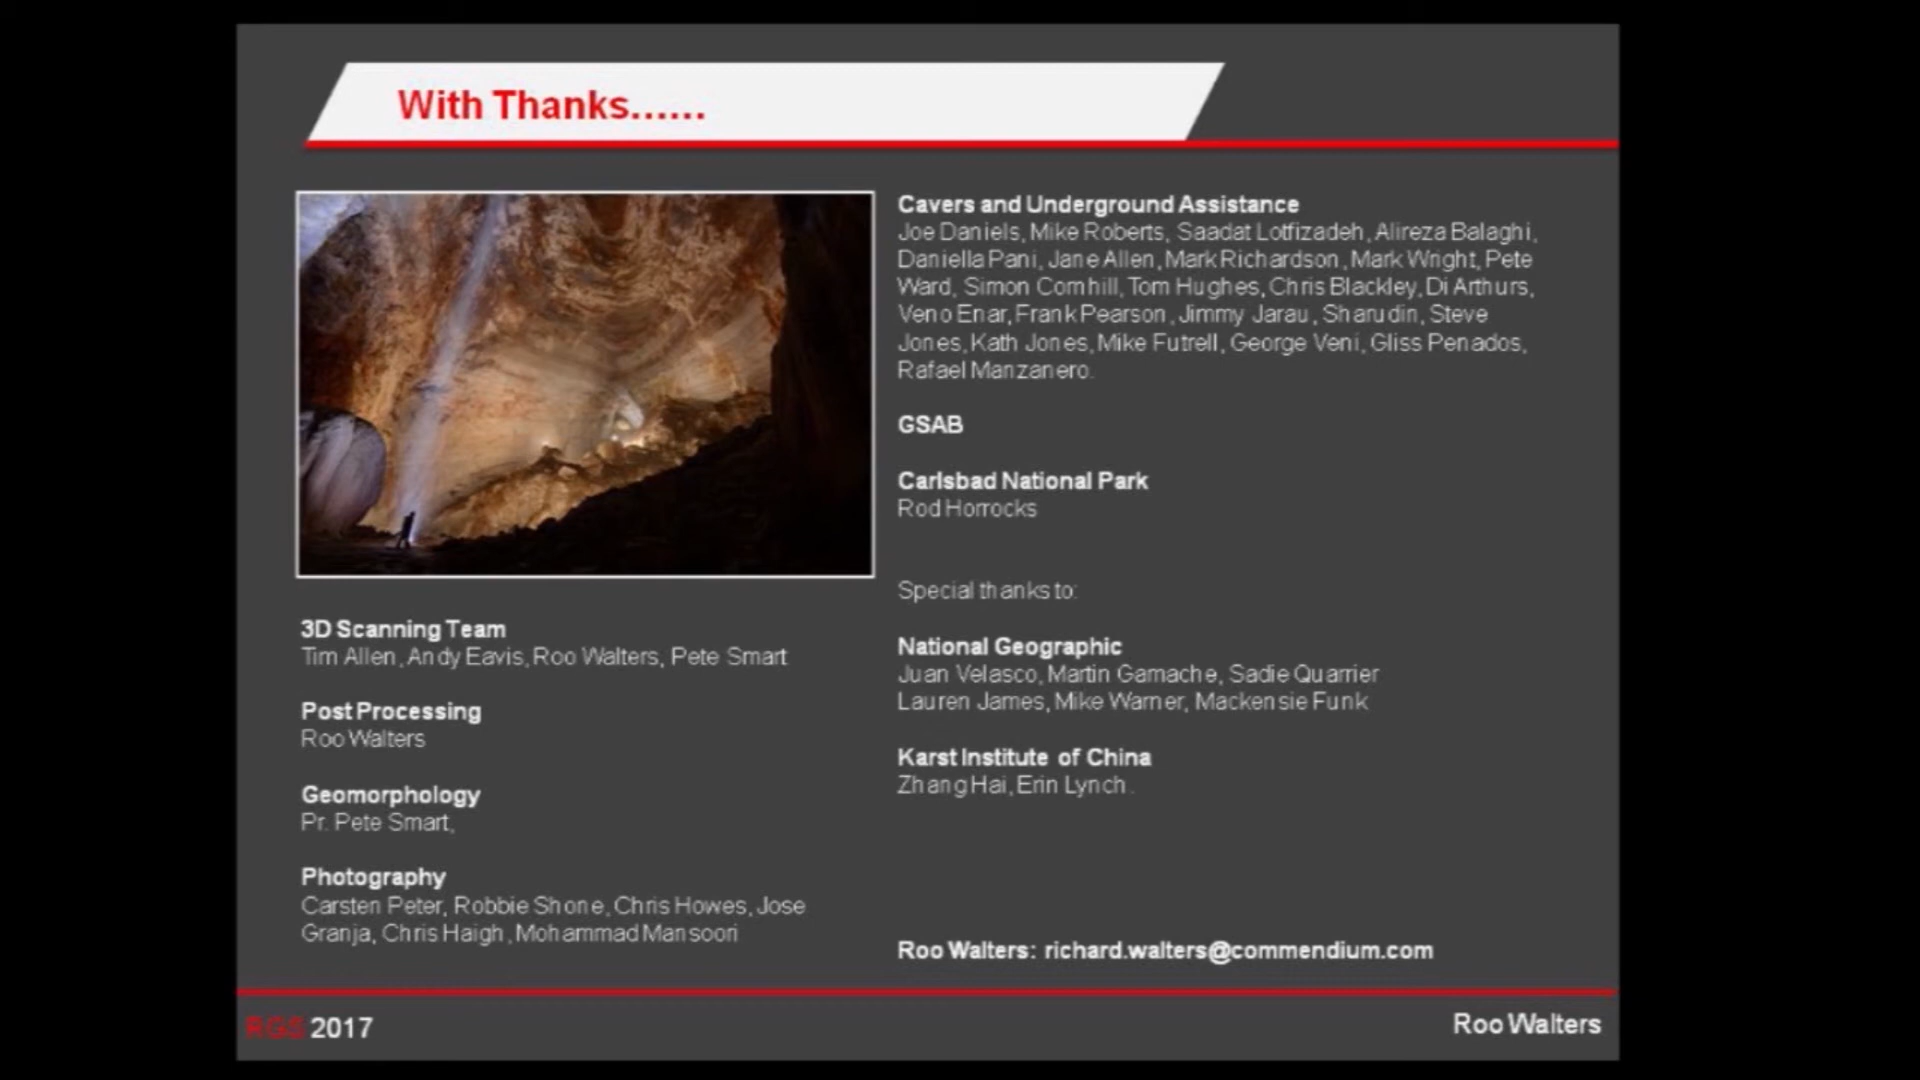 With Thanks......
3D Scanning Team
Tim Allen, Andy Eavis, Roo Walters, Pete Smart
Post Processing
Roo Walters
Geomorphology
Pr. Pete Smart,
Photography
Carsten Peter, Robbie Shone, Chris Howes, Jose
Granja, Chris Haigh, Mohammad Mansoori
Cavers and Underground Assistance
Joe Daniels, Mike Roberts, Saadat Lotfizadeh, Alireza Balaghi,
Daniella Pani, Jane Allen, Mark Richardson, Mark Wright, Pete
Ward, Simon Cornhill, Tom Hughes, Chris Blackley, Di Arthurs,
Veno Enar, Frank Pearson, Jimmy Jarau, Sharudin, Steve
Jones, Kath Jones, Mike Futrell, George Veni, Gliss Penados,
Rafael Manzanero.
GSAB
Carlsbad National Park
Rod Horrocks
Special thanks to:
National Geographic
Juan Velasco, Martin Gamache, Sadie Quarrier
Lauren James, Mike Warner, Mackensie Funk
Karst Institute of China
Zhang Hai, Erin Lynch.
Roo Walters: richard.walters@commendium.com
RGS 2017
Roo Walters